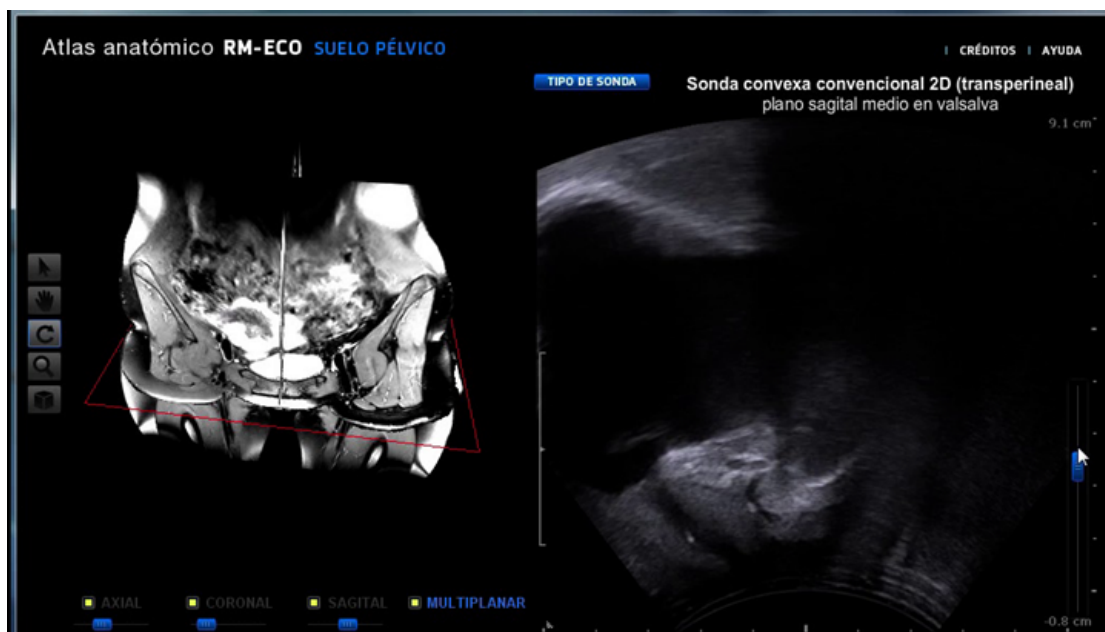 Atlas anatómico RM-ECO SUELO PÉLVICO
CRÉDITOS
AYUDA
TIPO DE SONDA
Sonda convexa convencional 2D (transperineal)
plano sagital medio en valsalva
9.1 cm
-0.8 cm
AXIAL
CORONAL
SAGITAL
MULTIPLANAR